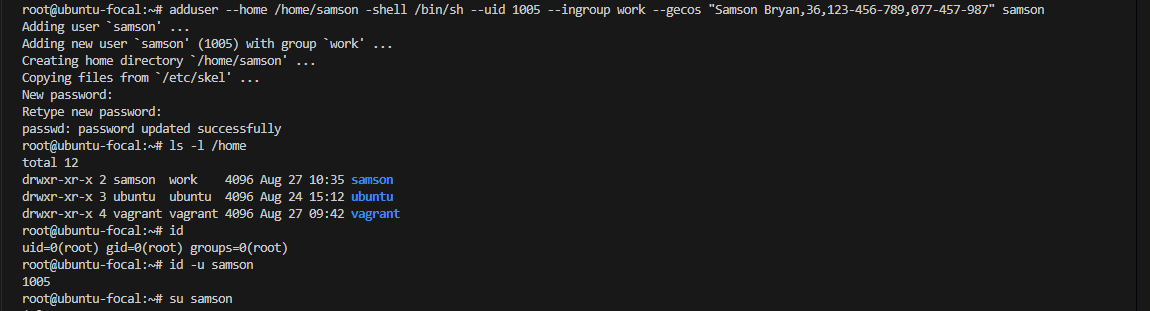 root@ubuntu-focal:~# adduser --home /home/samson -shell /bin/sh --uid 1005 --ingroup work --gecos "Samson Bryan,36,123-456-789,077-457-987" samson
Adding user `samson' ...
Adding new user `samson' (1005) with group `work' ...
Creating home directory `/home/samson' ...
Copying files from `/etc/skel' ...
New password:
Retype new password:
passwd: password updated successfully
root@ubuntu-focal:~# ls -l /home
total 12
drwxr-xr-x 2 samson  work    4096 Aug 27 10:35 samson
drwxr-xr-x 3 ubuntu  ubuntu  4096 Aug 24 15:12 ubuntu
drwxr-xr-x 4 vagrant vagrant 4096 Aug 27 09:42 vagrant
root@ubuntu-focal:~# id
uid=0(root) gid=0(root) groups=0(root)
root@ubuntu-focal:~# id -u samson
1005
root@ubuntu-focal:~# su samson